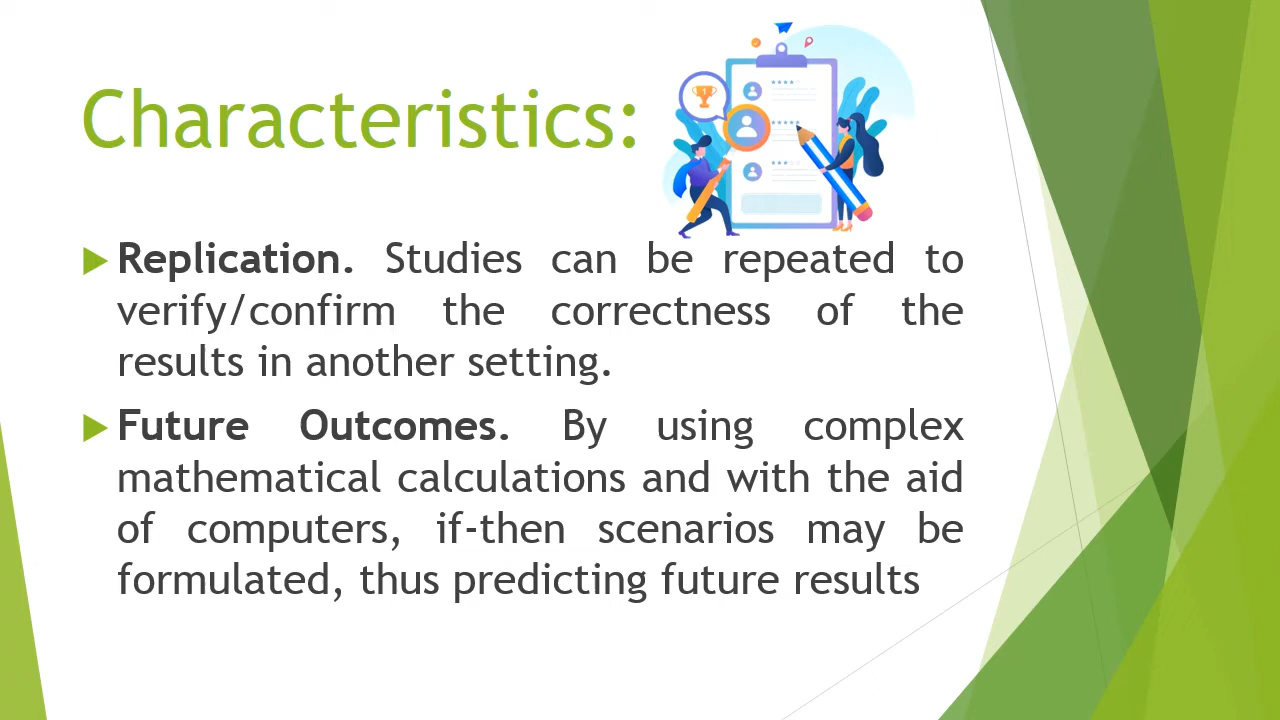 Characteristics:
Replication. Studies can be repeated to
verify/confirm the correctness of the
results in another setting.
Future Outcomes. By using complex
mathematical calculations and with the aid
of computers, if-then scenarios may be
formulated, thus predicting future results